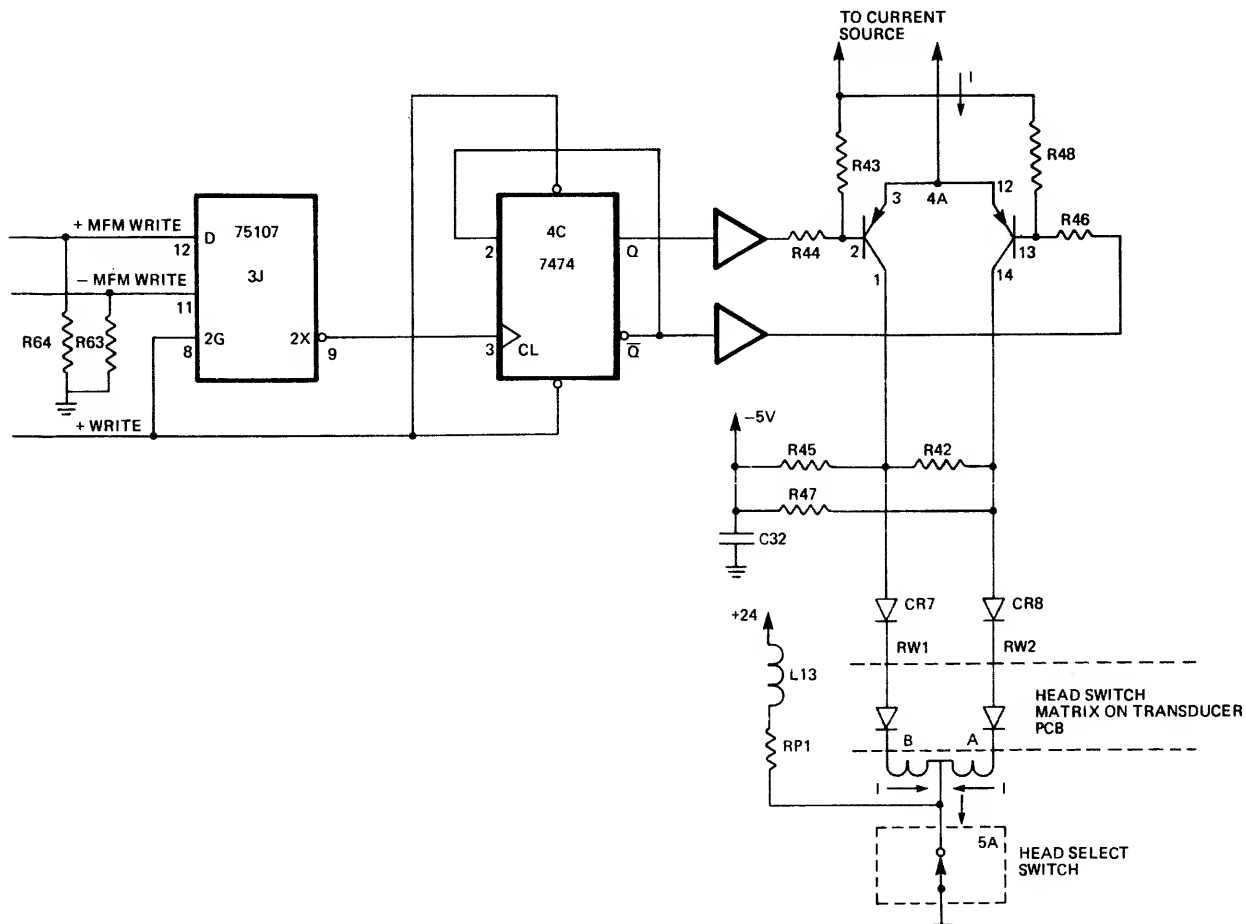 TO CURRENT
SOURCE
I
R43
R48
3
12
4A
+ MFM WRITE
75107
4C
R46
12
D
2
Q
R44
2
13
7474
1
14
3J
- MFM WRITE
11
R64
R63
2G
2X
8
9
3
CL
Q̅
+ WRITE
-5V
R45
R42
R47
C32
CR7
CR8
+24
RW1
RW2
L13
HEAD SWITCH
MATRIX ON TRANSDUCER
PCB
RP1
B
A
I
I
5A
HEAD SELECT
SWITCH